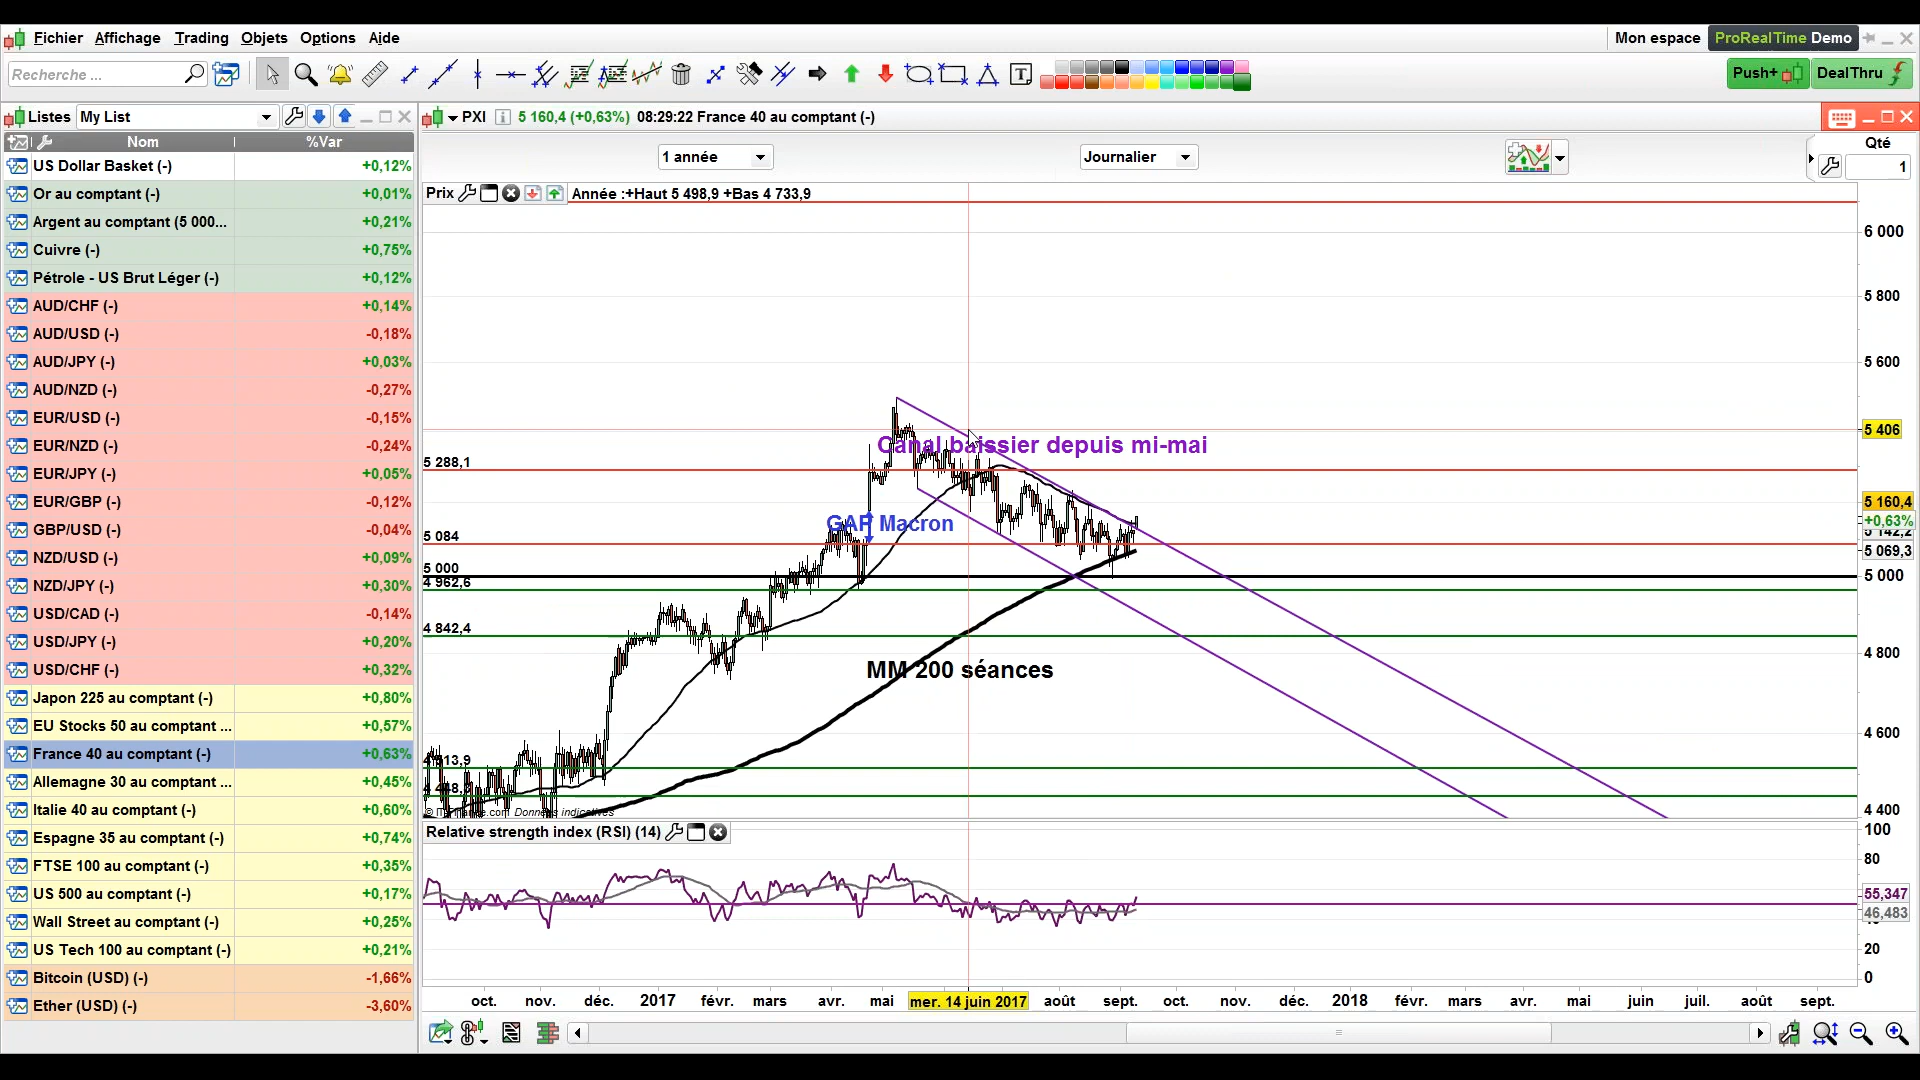 Fichier Affichage Trading Objets Options Aide
Mon espace ProRealTime Demo
Recherche ...
Push+ DealThru
Listes My List
PXI 5 160,4 (+0,63%) 08:29:22 France 40 au comptant (-)
Nom %Var
Qté
1 année
Journalier
1
US Dollar Basket (-) +0,12%
Or au comptant (-) +0,01%
Argent au comptant (5 000... +0,21%
Cuivre (-) +0,75%
Pétrole - US Brut Léger (-) +0,12%
AUD/CHF (-) +0,14%
AUD/USD (-) -0,18%
AUD/JPY (-) +0,03%
AUD/NZD (-) -0,27%
EUR/USD (-) -0,15%
EUR/NZD (-) -0,24%
EUR/JPY (-) +0,05%
EUR/GBP (-) -0,12%
GBP/USD (-) -0,04%
NZD/USD (-) +0,09%
NZD/JPY (-) +0,30%
USD/CAD (-) -0,14%
USD/JPY (-) +0,20%
USD/CHF (-) +0,32%
Japon 225 au comptant (-) +0,80%
EU Stocks 50 au comptant ... +0,57%
France 40 au comptant (-) +0,63%
Allemagne 30 au comptant ... +0,45%
Italie 40 au comptant (-) +0,60%
Espagne 35 au comptant (-) +0,74%
FTSE 100 au comptant (-) +0,35%
US 500 au comptant (-) +0,17%
Wall Street au comptant (-) +0,25%
US Tech 100 au comptant (-) +0,21%
Bitcoin (USD) (-) -1,66%
Ether (USD) (-) -3,60%
Prix Année :+Haut 5 498,9 +Bas 4 733,9
6 000
5 800
5 600
5 406
Canal baissier depuis mi-mai
5 288,1
5 160,4
+0,63%
GAP Macron
5 142,2
5 084
5 069,3
5 000
5 000
4 962,6
4 842,4
4 800
MM 200 séances
4 600
4 513,9
4 448,
4 400
Données indicatives
Relative strength index (RSI) (14)
100
80
55,347
46,483
20
0
oct. nov. déc. 2017 févr. mars avr. mai mer. 14 juin 2017 août sept. oct. nov. déc. 2018 févr. mars avr. mai juin juil. août sept.